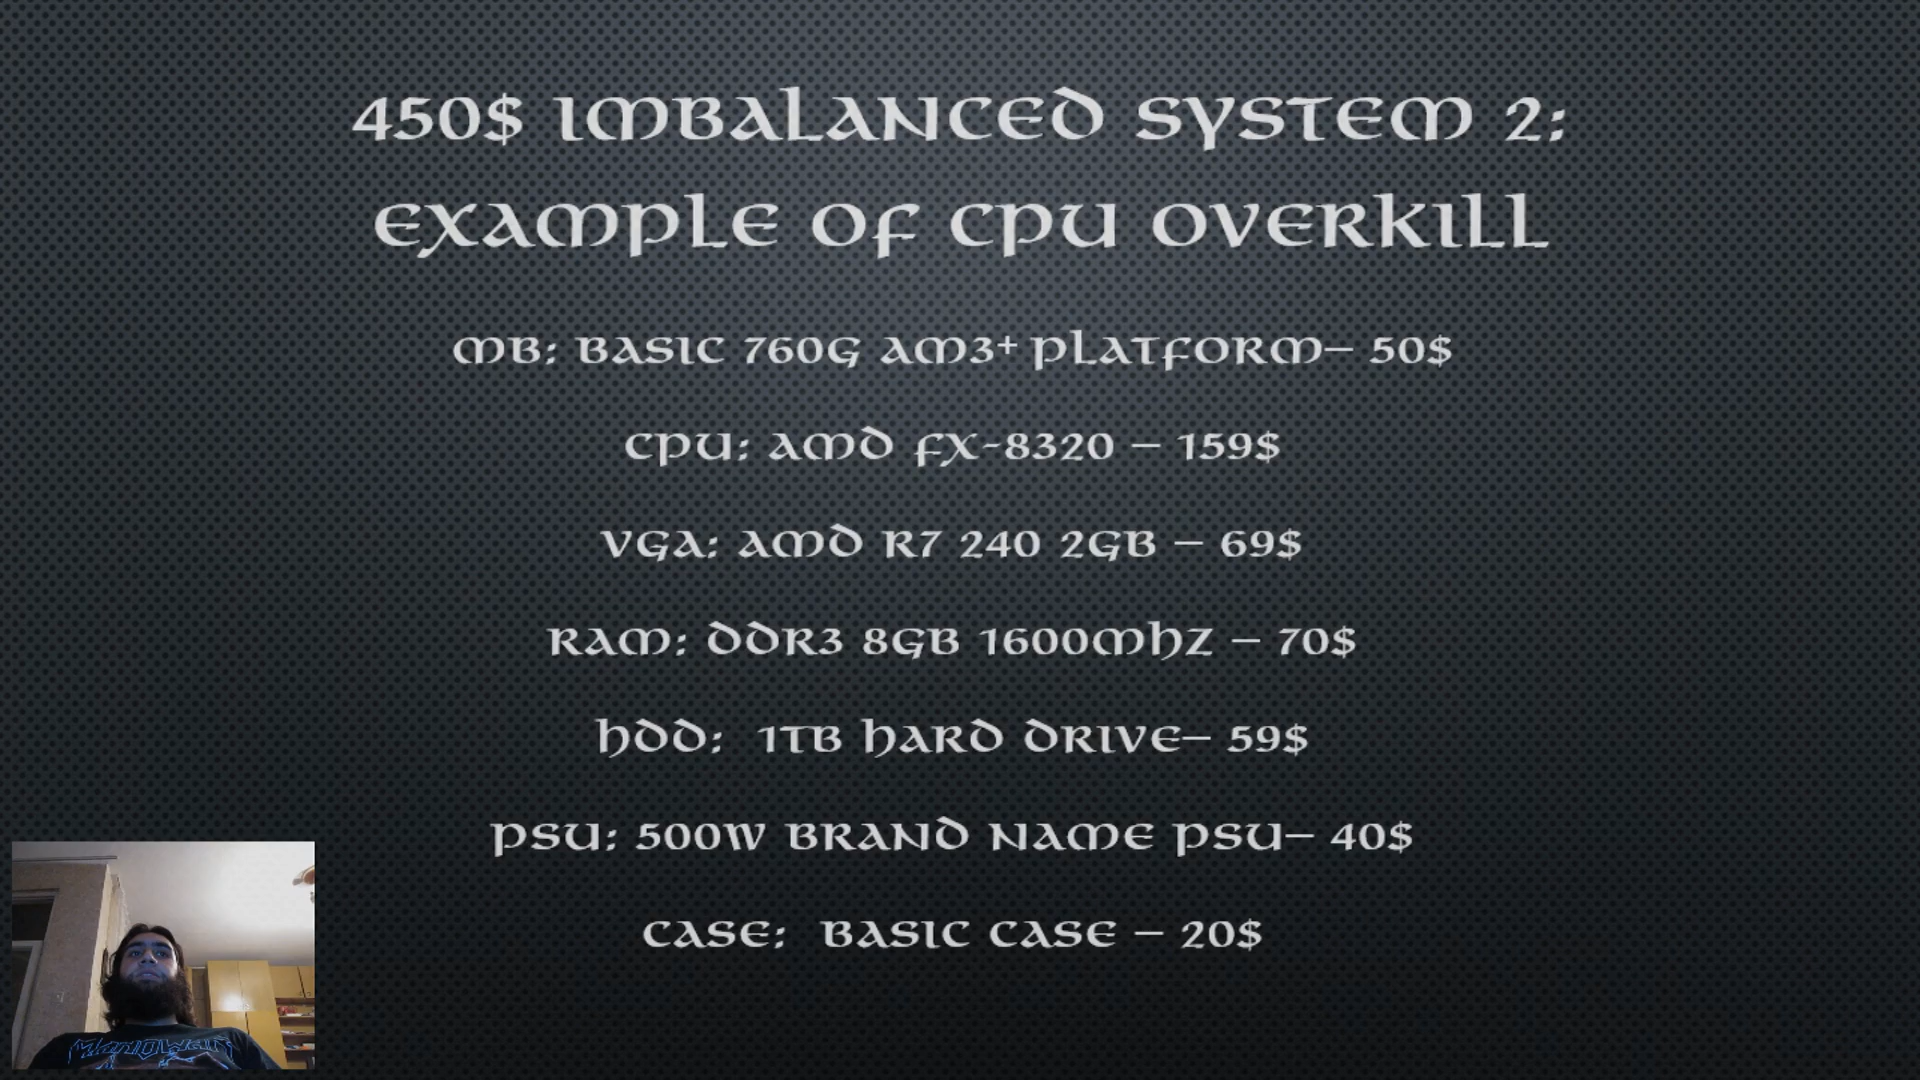 450$ IMBALANCED SYSTEM 2:
EXAMPLE OF CPU OVERKILL
MB: BASIC 760G AM3+ PLATFORM– 50$
CPU: AMD FX-8320 – 159$
VGA: AMD R7 240 2GB – 69$
RAM: DDR3 8GB 1600MHZ – 70$
HDD:  1TB HARD DRIVE– 59$
PSU: 500W BRAND NAME PSU– 40$
CASE:  BASIC CASE – 20$
MANOWAR